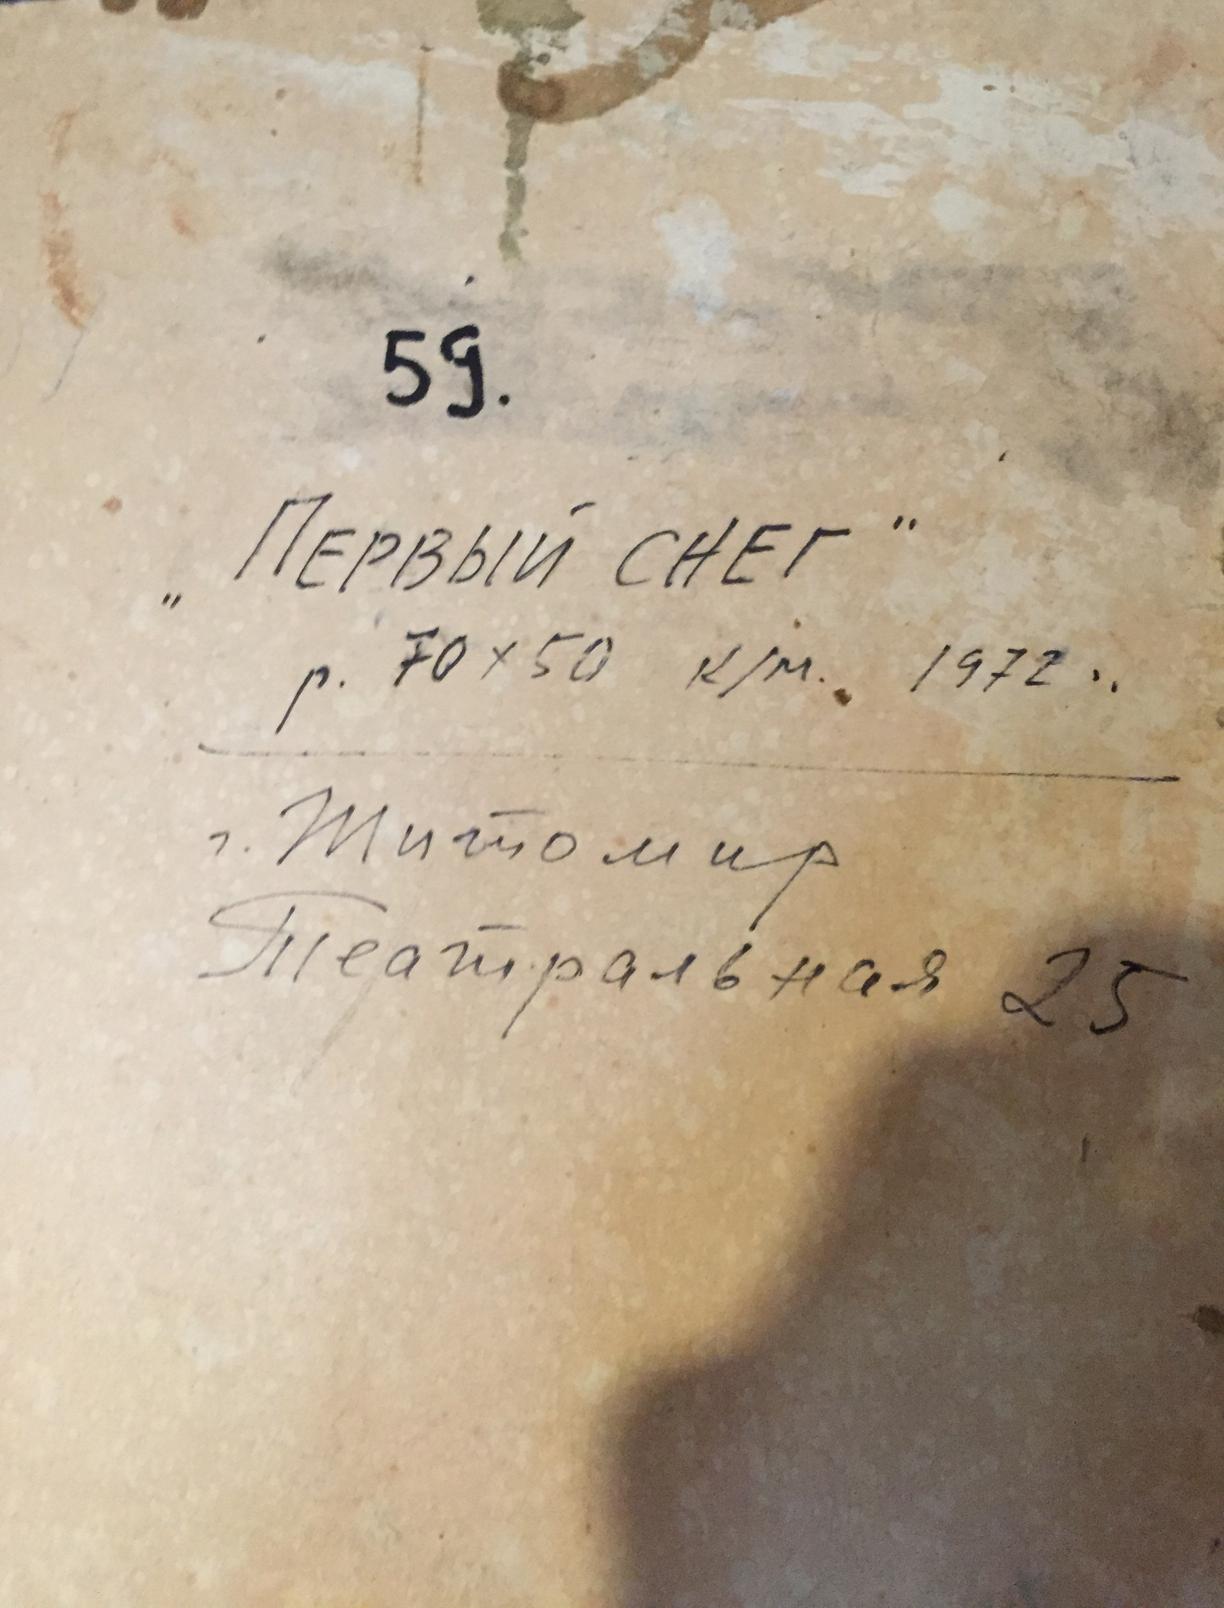 59.
„ПЕРВЫЙ СНЕГ"
р. 70×50 к/м. 1972..
г. Житомир
Театральная 25